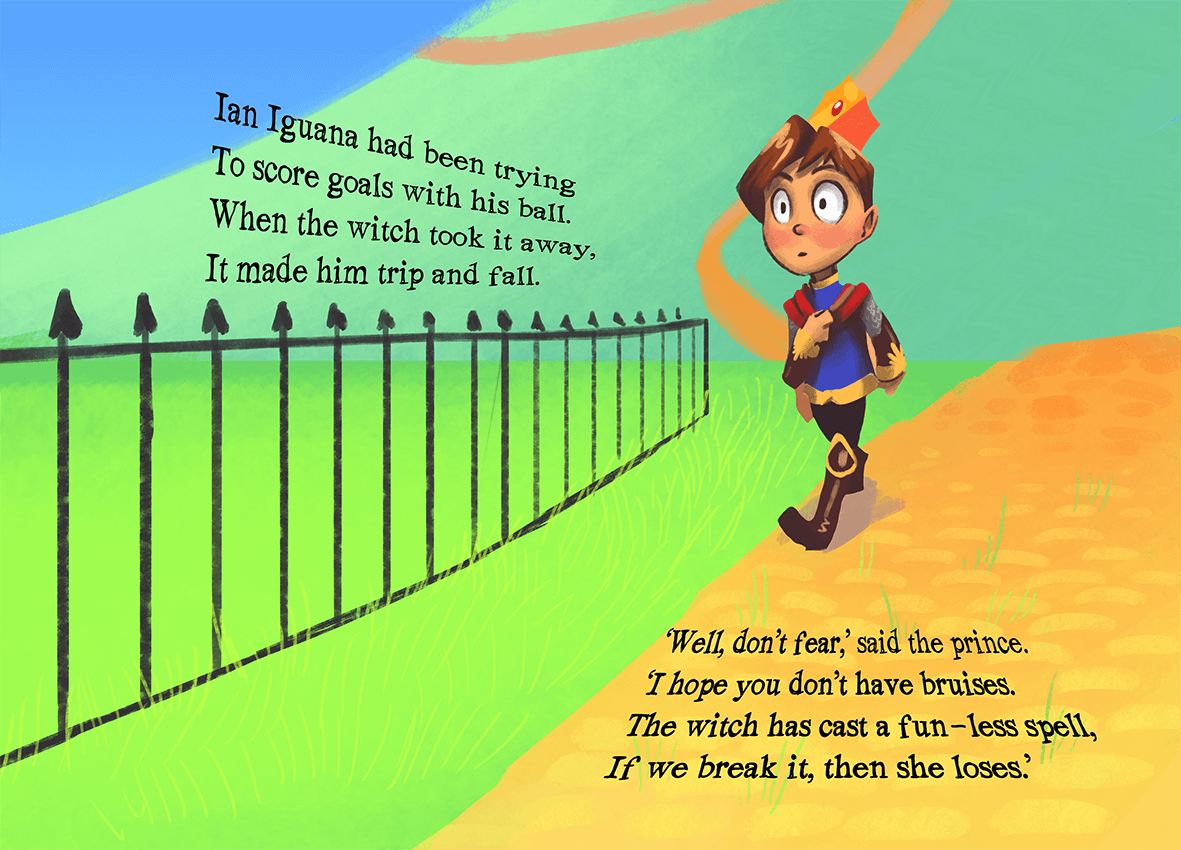 Ian Iguana had been trying
To score goals with his ball.
When the witch took it away,
It made him trip and fall.
‘Well, don’t fear,’ said the prince.
‘I hope you don’t have bruises.
The witch has cast a fun-less spell,
If we break it, then she loses.’